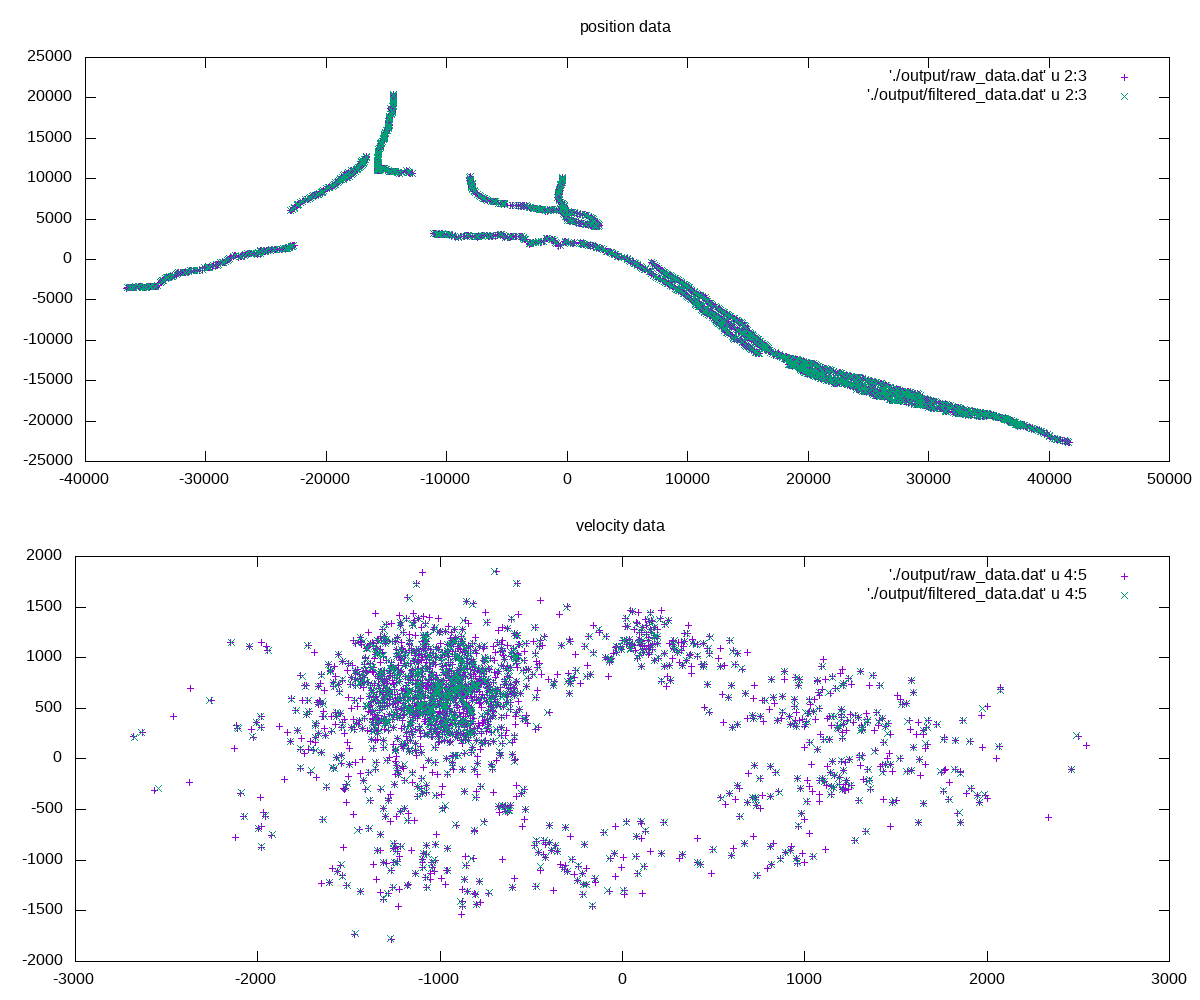 position data
25000
20000
15000
10000
5000
0
-5000
-10000
-15000
-20000
-25000
'./output/raw_data.dat' u 2:3
'./output/filtered_data.dat' u 2:3
-40000 -30000 -20000 -10000 0 10000 20000 30000 40000 50000
velocity data
2000
1500
1000
500
0
-500
-1000
-1500
-2000
'./output/raw_data.dat' u 4:5
'./output/filtered_data.dat' u 4:5
-3000 -2000 -1000 0 1000 2000 3000